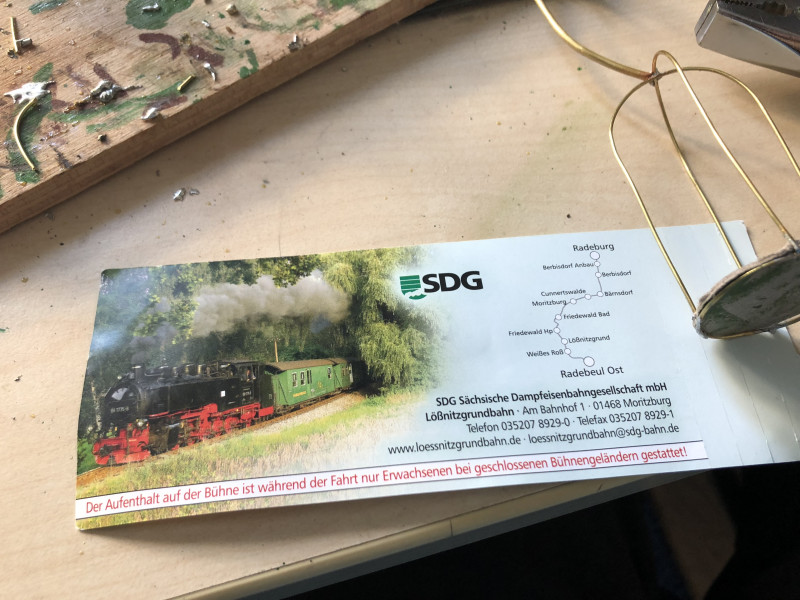 SDG
Radeburg
Berbisdorf Anbau
Berbisdorf
Cunnertswalde
Bärnsdorf
Moritzburg
Friedewald Bad
Friedewald Hp
Lößnitzgrund
Weißes Roß
Radebeul Ost
SDG Sächsische Dampfeisenbahngesellschaft mbH
Lößnitzgrundbahn · Am Bahnhof 1 · 01468 Moritzburg
Telefon 035207 8929-0 · Telefax 035207 8929-1
www.loessnitzgrundbahn.de · loessnitzgrundbahn@sdg-bahn.de
Der Aufenthalt auf der Bühne ist während der Fahrt nur Erwachsenen bei geschlossenen Bühnengeländern gestattet!